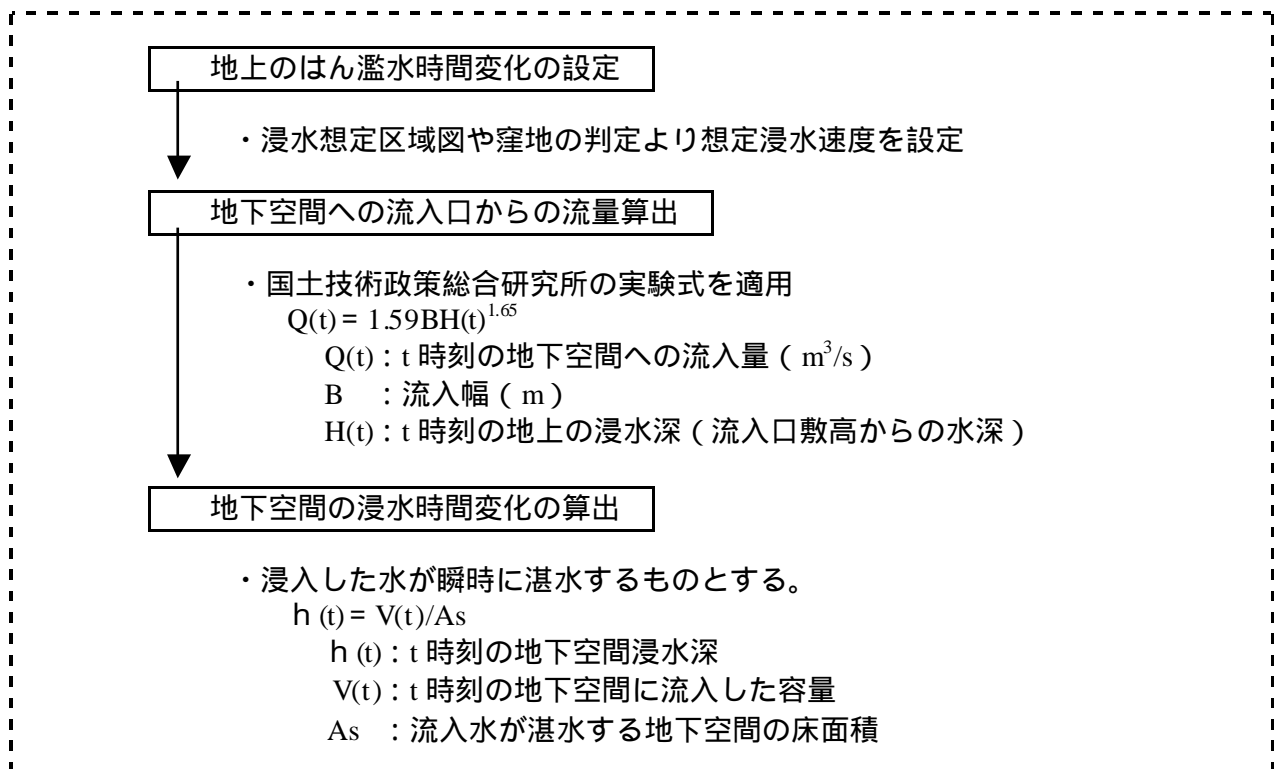 地上のはん濫水時間変化の設定
・浸水想定区域図や窪地の判定より想定浸水速度を設定
地下空間への流入口からの流量算出
・国土技術政策総合研究所の実験式を適用
Q(t) = 1.59BH(t)^1.65
Q(t)：t 時刻の地下空間への流入量（m³/s）
B ：流入幅（m）
H(t)：t 時刻の地上の浸水深（流入口敷高からの水深）
地下空間の浸水時間変化の算出
・浸入した水が瞬時に湛水するものとする。
ｈ(t) = V(t)/As
ｈ(t)：t 時刻の地下空間浸水深
V(t)：t 時刻の地下空間に流入した容量
As ：流入水が湛水する地下空間の床面積